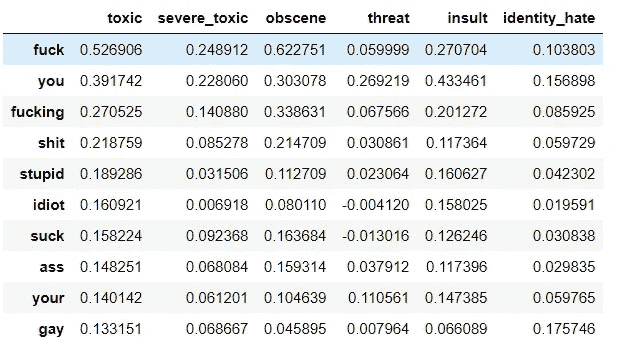 toxic severe_toxic obscene threat insult identity_hate
fuck 0.526906 0.248912 0.622751 0.059999 0.270704 0.103803
you 0.391742 0.228060 0.303078 0.269219 0.433461 0.156898
fucking 0.270525 0.140880 0.338631 0.067566 0.201272 0.085925
shit 0.218759 0.085278 0.214709 0.030861 0.117364 0.059729
stupid 0.189286 0.031506 0.112709 0.023064 0.160627 0.042302
idiot 0.160921 0.006918 0.080110 -0.004120 0.158025 0.019591
suck 0.158224 0.092368 0.163684 -0.013016 0.126246 0.030838
ass 0.148251 0.068084 0.159314 0.037912 0.117396 0.029835
your 0.140142 0.061201 0.104639 0.110561 0.147385 0.059765
gay 0.133151 0.068667 0.045895 0.007964 0.066089 0.175746